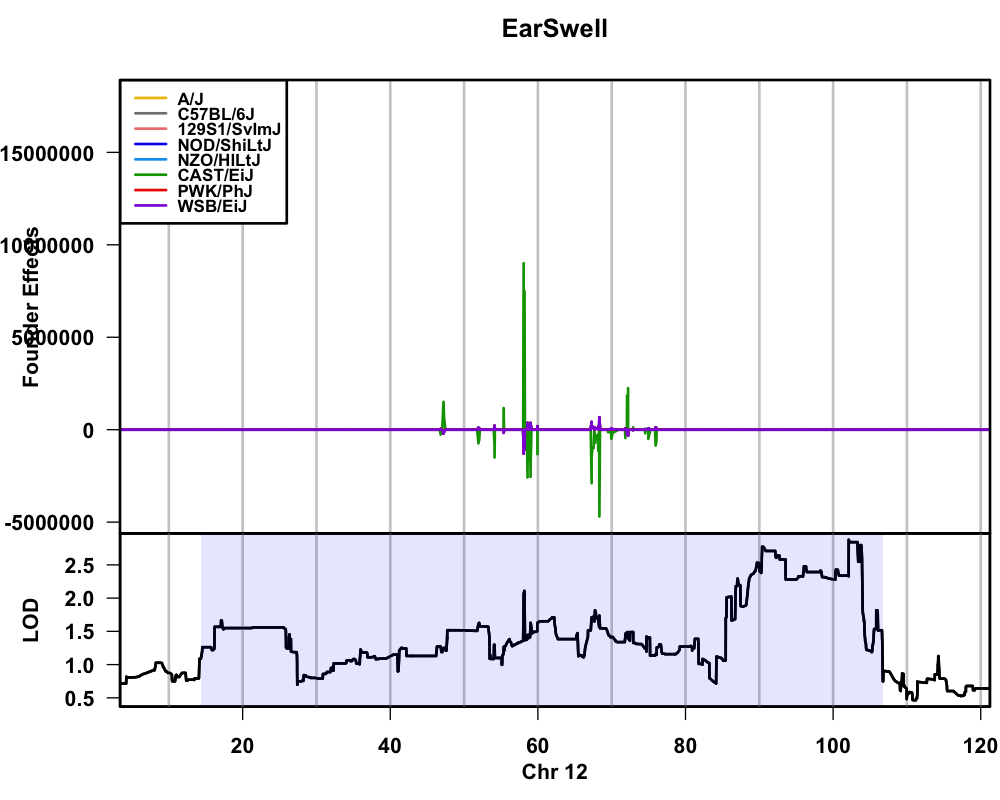 EarSwell
A/J
C57BL/6J
129S1/SvImJ
NOD/ShiLtJ
NZO/HlLtJ
CAST/EiJ
PWK/PhJ
WSB/EiJ
Founder Effects
15000000
10000000
5000000
0
-5000000
LOD
2.5
2.0
1.5
1.0
0.5
20 40 60 80 100 120
Chr 12